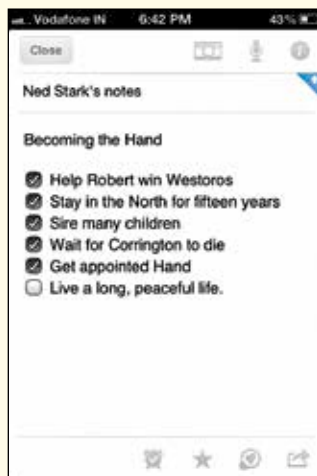 Vodafone IN 6:42 PM 43%
Close
Ned Stark's notes
Becoming the Hand
Help Robert win Westoros
Stay in the North for fifteen years
Sire many children
Wait for Corrington to die
Get appointed Hand
Live a long, peaceful life.